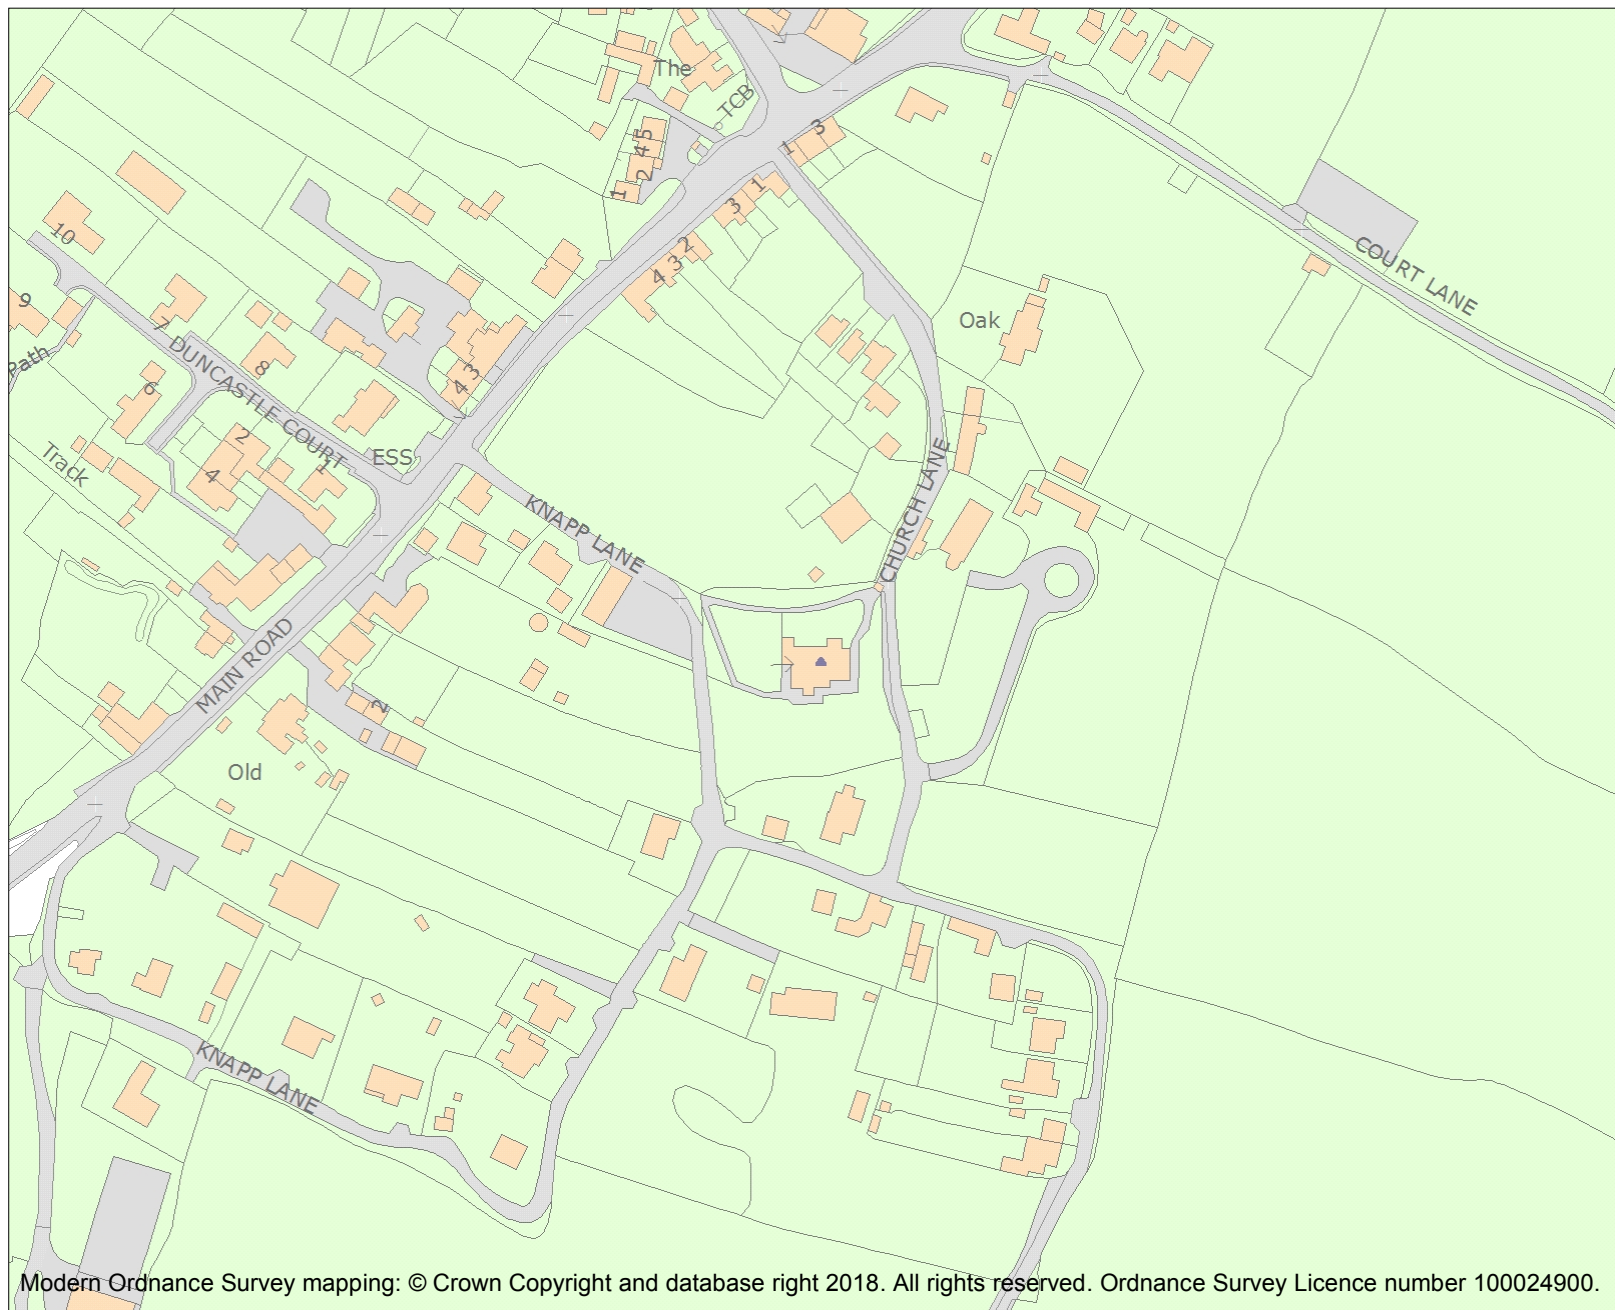 The
TCB
3
1
4 5
2
1
1
3
2
4 3
10
9
7
8
Path
DUNCASTLE COURT
6
2
4
1
4 3
ESS
Track
Oak
COURT LANE
KNAPP LANE
CHURCH LANE
MAIN ROAD
2
Old
KNAPP LANE
Modern Ordnance Survey mapping: © Crown Copyright and database right 2018. All rights reserved. Ordnance Survey Licence number 100024900.